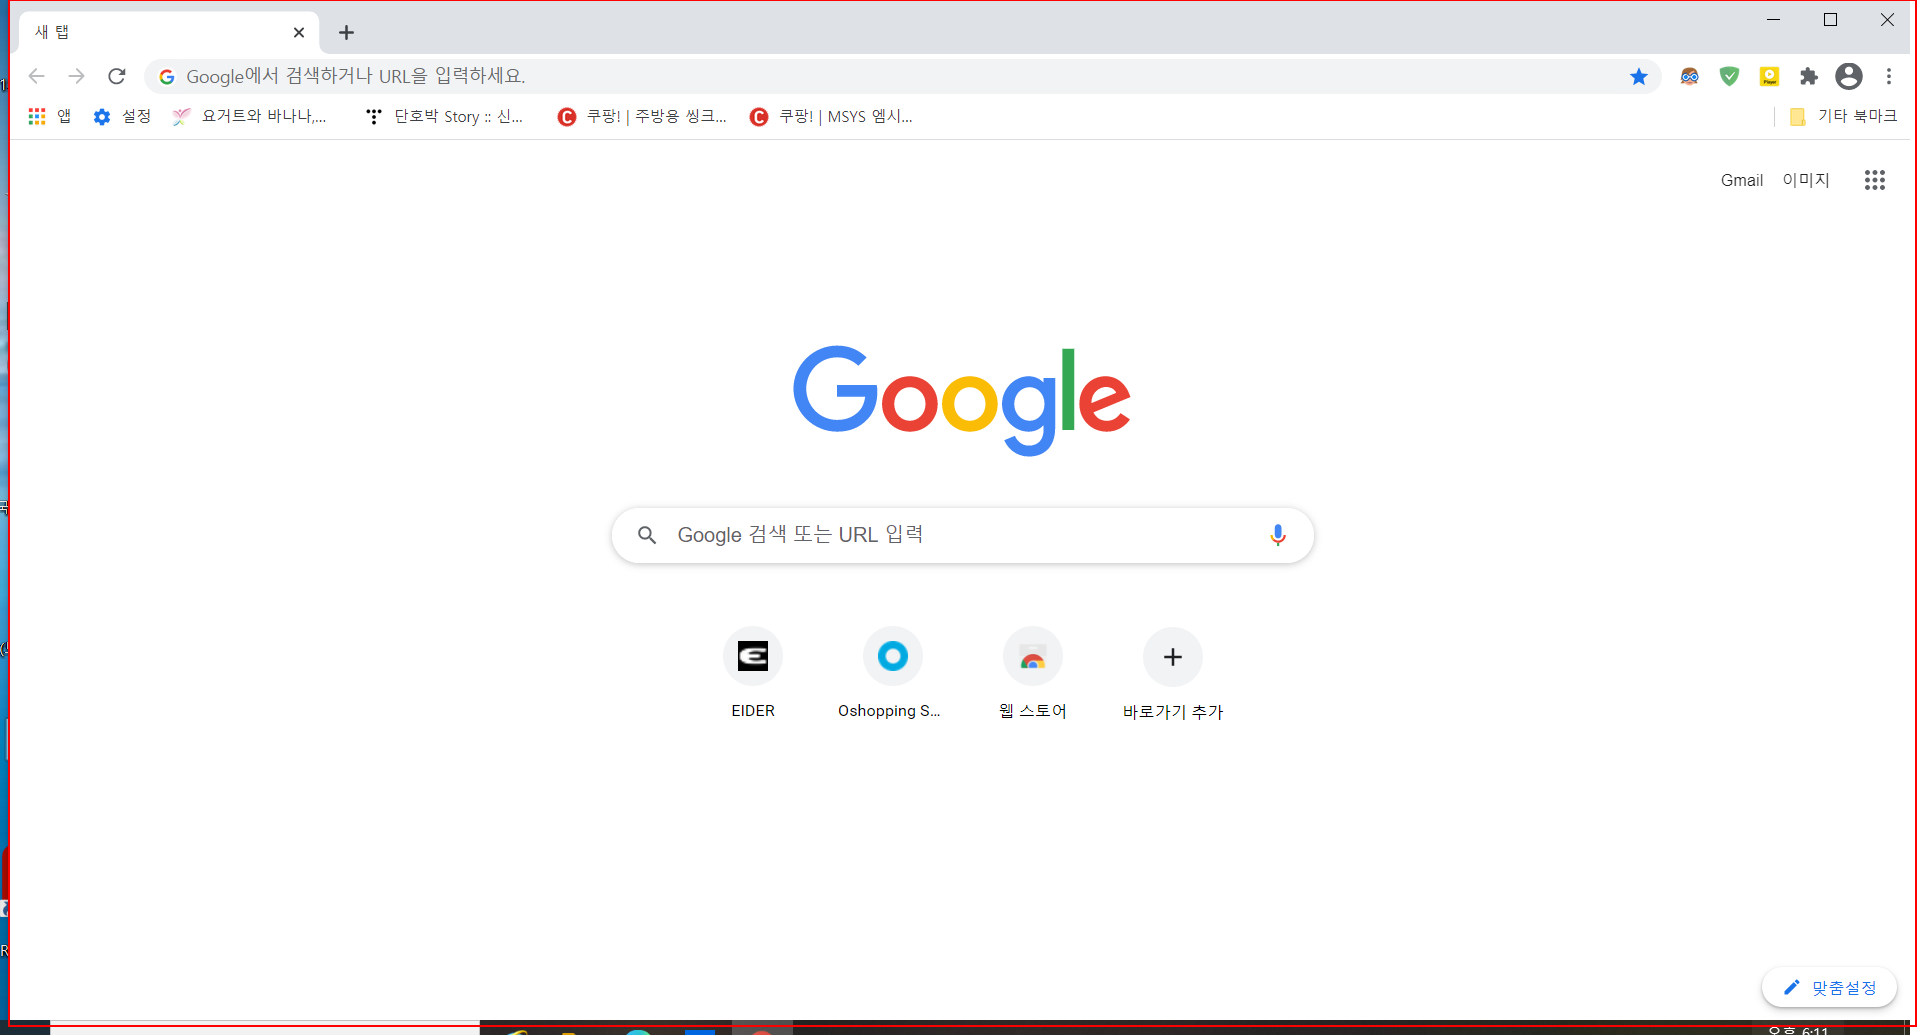 새 탭
Google에서 검색하거나 URL을 입력하세요.
앱 설정 요거트와 바나나,... 단호박 Story :: 신... 쿠팡! | 주방용 씽크... 쿠팡! | MSYS 엠시... 기타 북마크
Gmail 이미지
Google
Google 검색 또는 URL 입력
EIDER Oshopping S... 웹 스토어 바로가기 추가
맞춤설정
오후 6:11